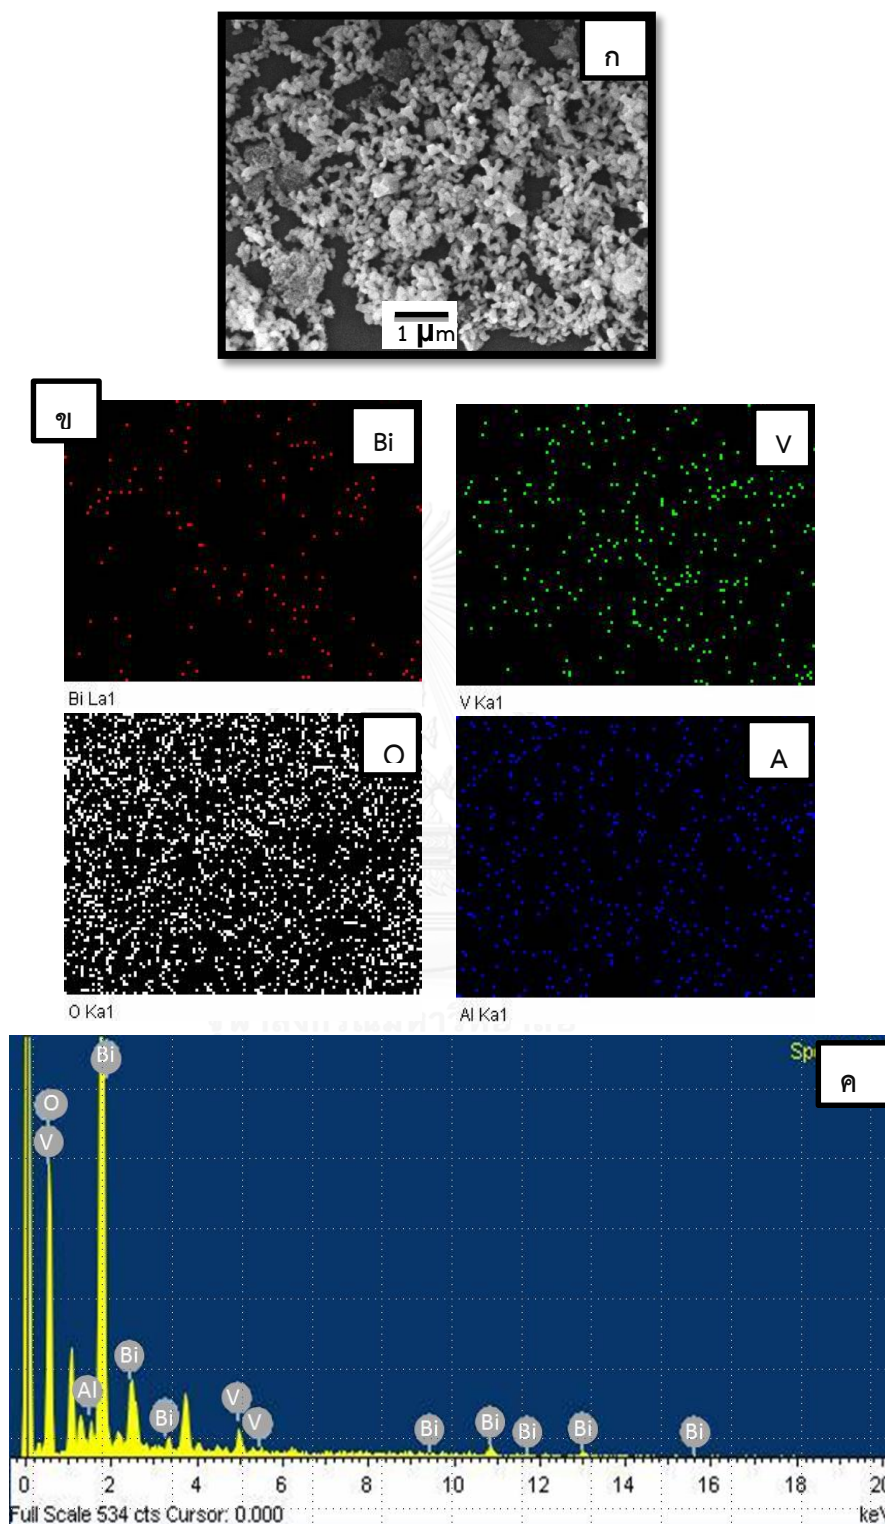 ก
1 μm
ข
Bi
V
Bi La1
V Ka1
O
A
O Ka1
Al Ka1
ค
Bi
O
V
Bi
Al
Bi
V
V
Bi
Bi
Bi
Bi
Bi
0 2 4 6 8 10 12 14 16 18 20
Full Scale 534 cts Cursor: 0.000
keV